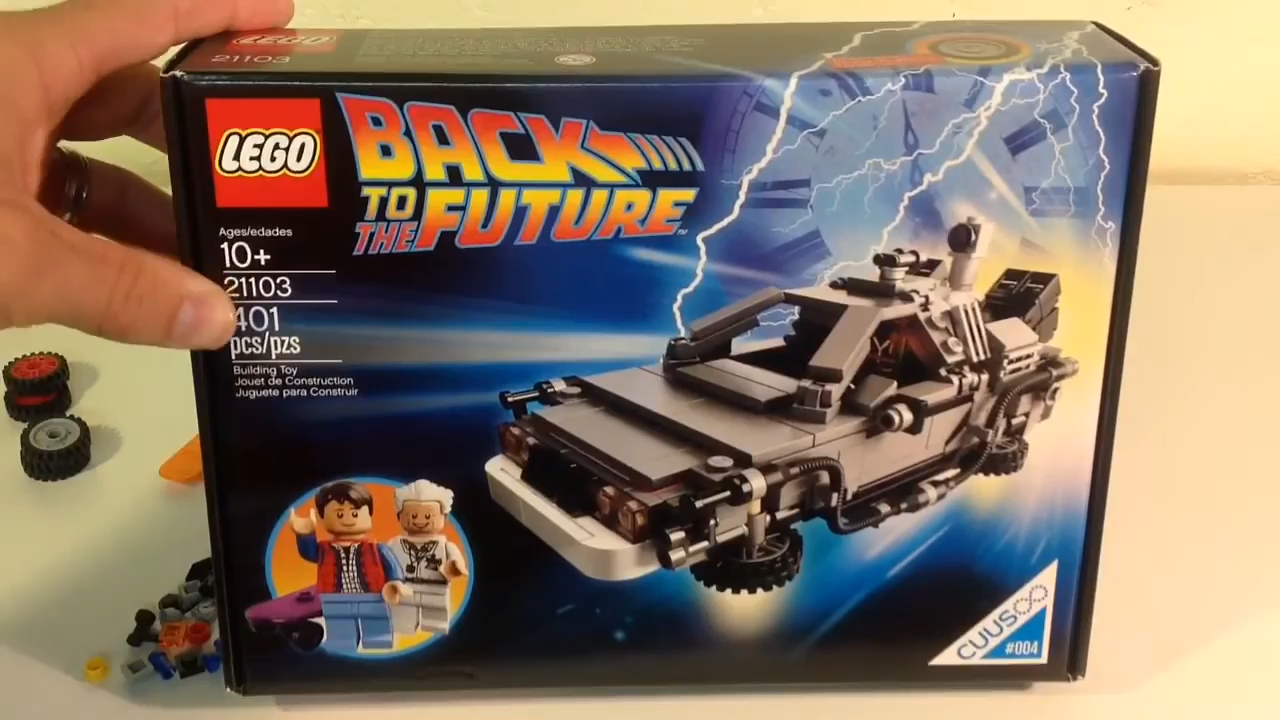 LEGO
21103
LEGO
BACK
TO
THE FUTURE™
Ages/edades
10+
21103
401
pcs/pzs
Building Toy
Jouet de Construction
Juguete para Construir
CUUSOO
#004